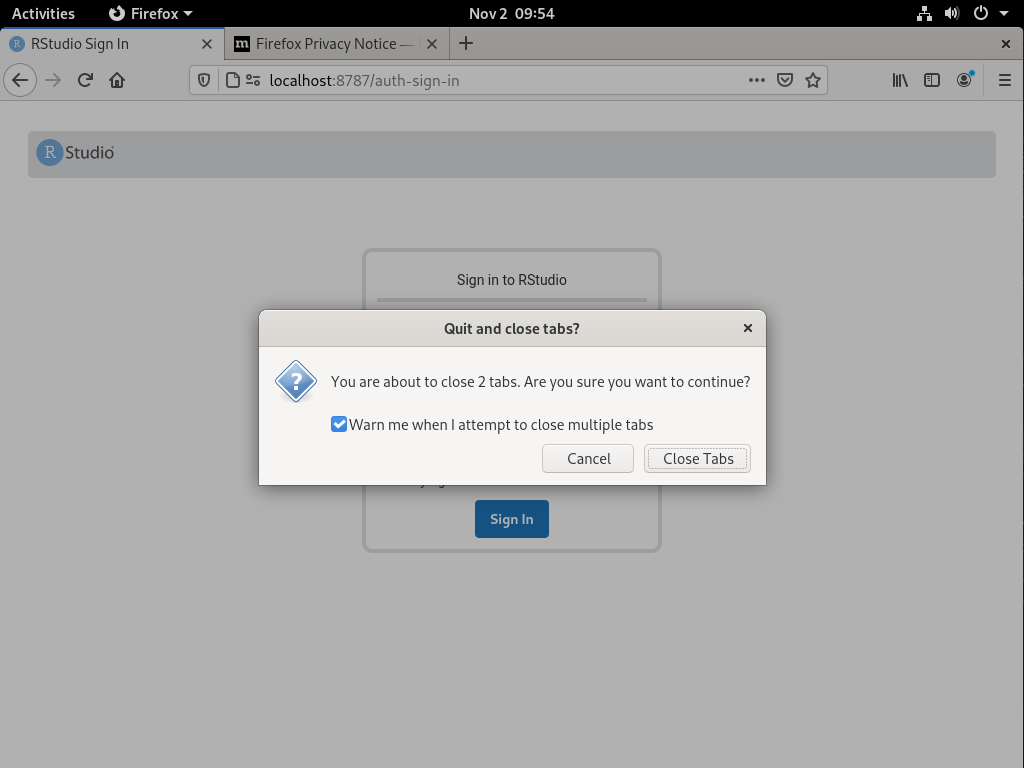 Activities Firefox Nov 2 09:54
RStudio Sign In Firefox Privacy Notice —
localhost:8787/auth-sign-in
R Studio
Sign in to RStudio
Quit and close tabs?
You are about to close 2 tabs. Are you sure you want to continue?
Warn me when I attempt to close multiple tabs
Cancel Close Tabs
Sign In